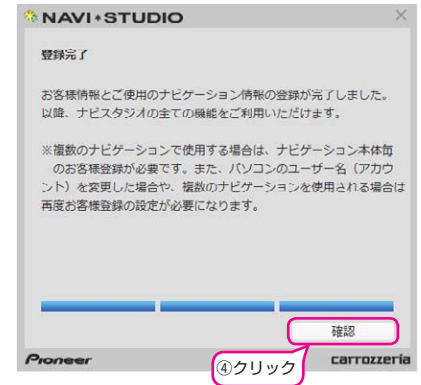 NAVI*STUDIO
登録完了
お客様情報とご使用のナビゲーション情報の登録が完了しました。
以降、ナビスタジオの全ての機能をご利用いただけます。
※複数のナビゲーションで使用する場合は、ナビゲーション本体毎
のお客様登録が必要です。また、パソコンのユーザー名（アカウ
ント）を変更した場合や、複数のナビゲーションを使用される場合は
再度お客様登録の設定が必要になります。
確認
④クリック
Pioneer
carrozzeria